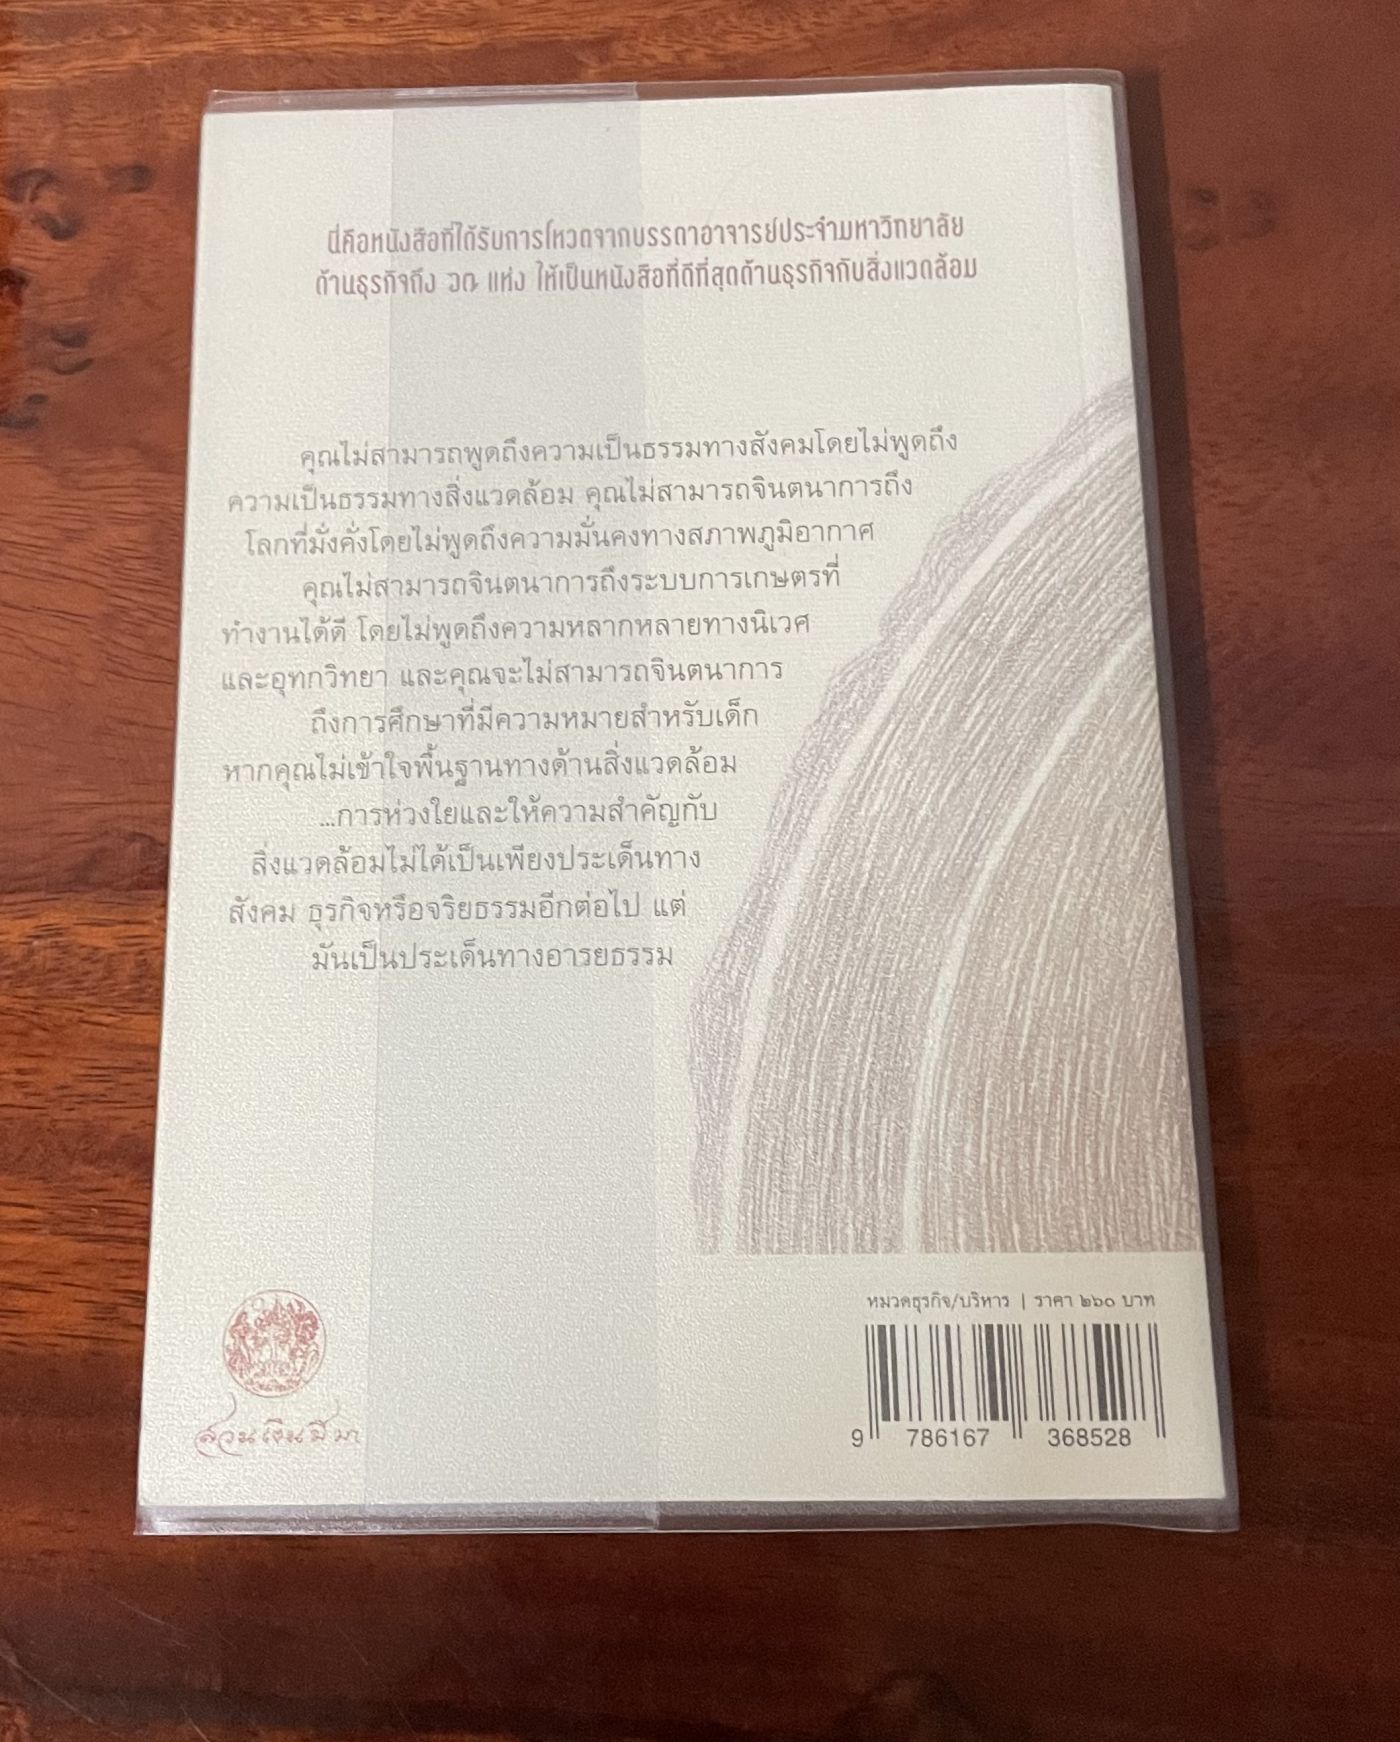 นี่คือหนังสือที่ได้รับการโหวตจากบรรดาอาจารย์ประจำมหาวิทยาลัย
ด้านธุรกิจถึง ๖๗ แห่ง ให้เป็นหนังสือที่ดีที่สุดด้านธุรกิจกับสิ่งแวดล้อม
คุณไม่สามารถพูดถึงความเป็นธรรมทางสังคมโดยไม่พูดถึง
ความเป็นธรรมทางสิ่งแวดล้อม คุณไม่สามารถจินตนาการถึง
โลกที่มั่งคั่งโดยไม่พูดถึงความมั่นคงทางสภาพภูมิอากาศ
คุณไม่สามารถจินตนาการถึงระบบการเกษตรที่
ทำงานได้ดี โดยไม่พูดถึงความหลากหลายทางนิเวศ
และอุทกวิทยา และคุณจะไม่สามารถจินตนาการ
ถึงการศึกษาที่มีความหมายสำหรับเด็ก
หากคุณไม่เข้าใจพื้นฐานทางด้านสิ่งแวดล้อม
...การห่วงใยและให้ความสำคัญกับ
สิ่งแวดล้อมไม่ได้เป็นเพียงประเด็นทาง
สังคม ธุรกิจหรือจริยธรรมอีกต่อไป แต่
มันเป็นประเด็นทางอารยธรรม
สวนเงินมีมา
หมวดธุรกิจ/บริหาร | ราคา ๒๖๐ บาท
9 786167 368528